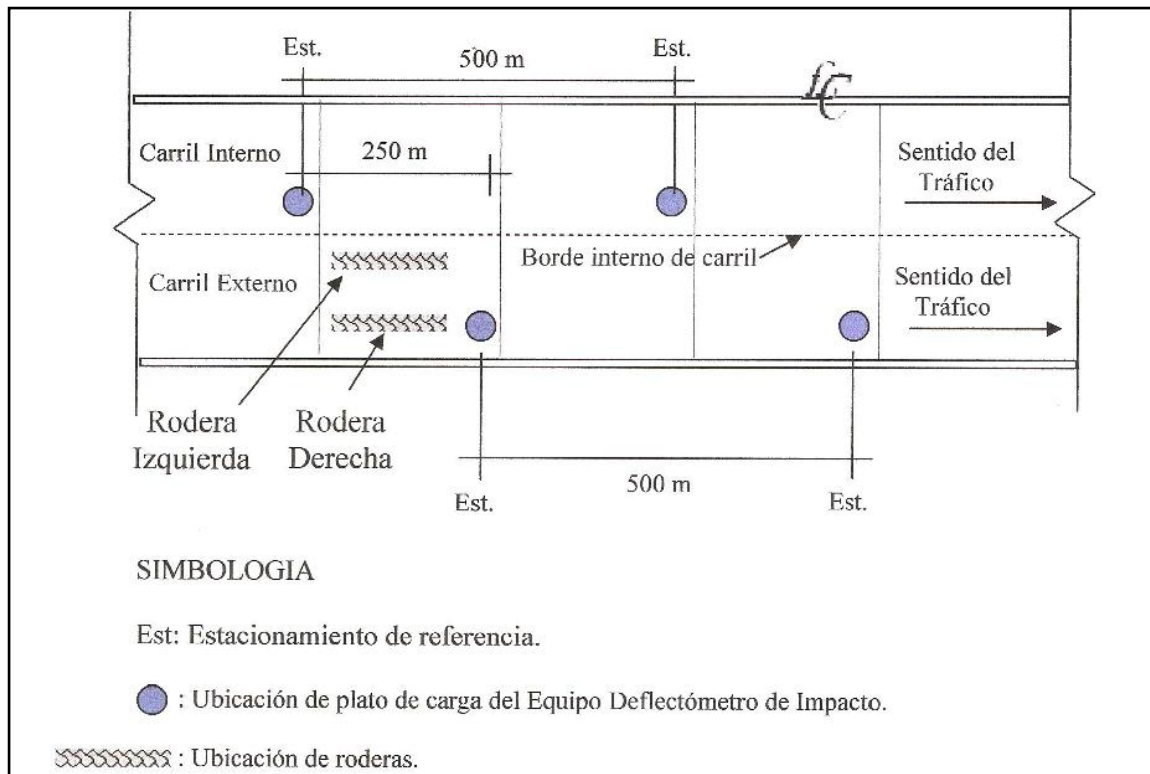 Est.
Est.
500 m
Carril Interno
250 m
Sentido del
Tráfico
Borde interno de carril
Carril Externo
Sentido del
Tráfico
Rodera
Izquierda
Rodera
Derecha
500 m
Est.
Est.
SIMBOLOGIA
Est: Estacionamiento de referencia.
: Ubicación de plato de carga del Equipo Deflectómetro de Impacto.
: Ubicación de roderas.